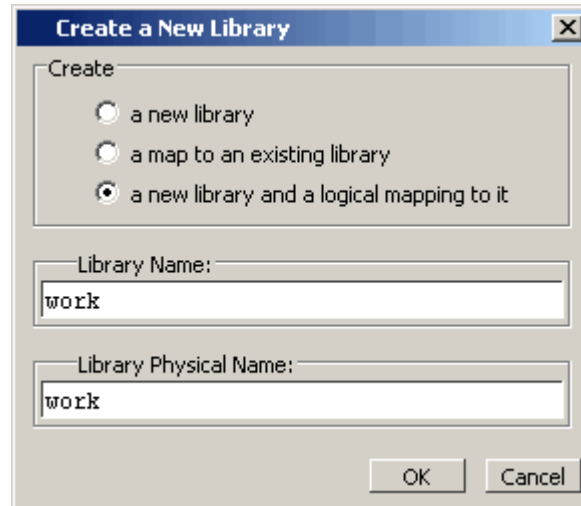 Create a New Library
Create
a new library
a map to an existing library
a new library and a logical mapping to it
Library Name:
work
Library Physical Name:
work
OK Cancel